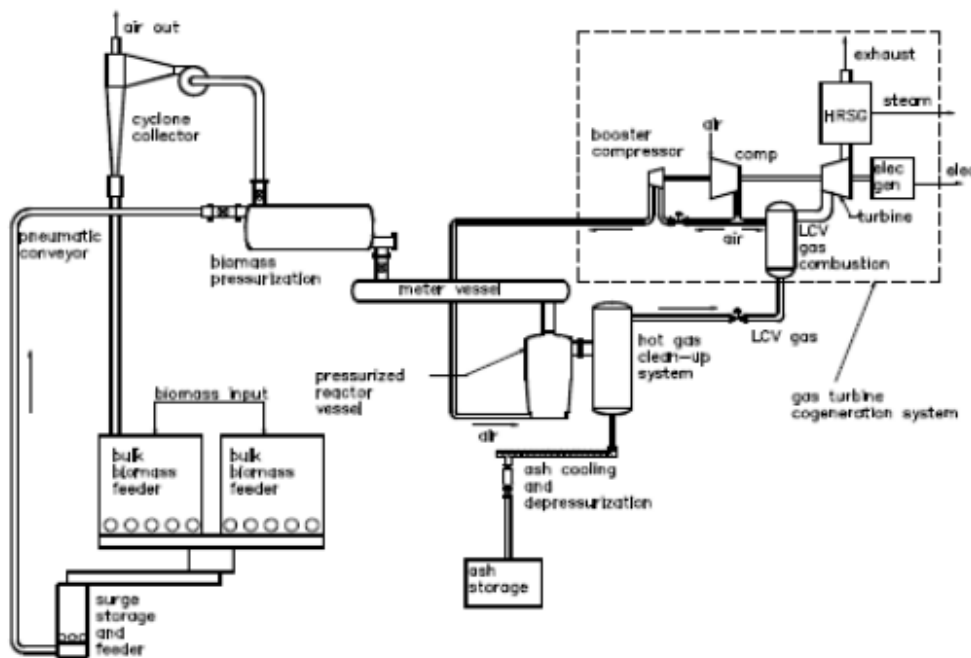 air out
cyclone
collector
pneumatic
conveyor
biomass
pressurization
meter vessel
pressurized
reactor
vessel
biomass input
bulk
biomass
feeder
bulk
biomass
feeder
surge
storage
and
feeder
air
hot gas
clean-up
system
ash cooling
and
depressurization
ash
storage
booster
compressor
air
comp
air
exhaust
HRSG
steam
elec
gen
elec
turbine
LCV
gas
combustion
LCV gas
gas turbine
cogeneration system